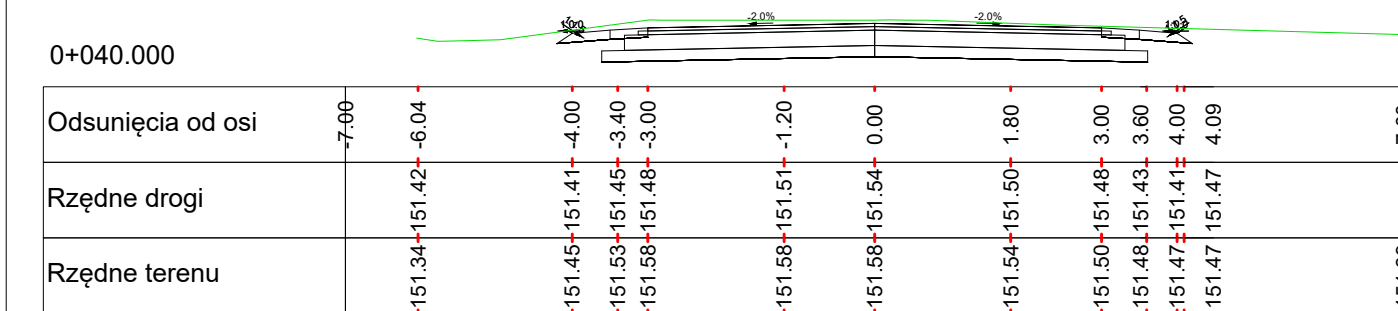 -2.0% -2.0%
0+040.000
Odsunięcia od osi -7.00 -6.04 -4.00 -3.40 -3.00 -1.20 0.00 1.80 3.00 3.60 4.00 4.09
Rzędne drogi 151.42 151.41 151.45 151.48 151.51 151.54 151.50 151.48 151.43 151.41 151.47
Rzędne terenu 151.34 151.45 151.53 151.58 151.58 151.58 151.54 151.50 151.48 151.47 151.47